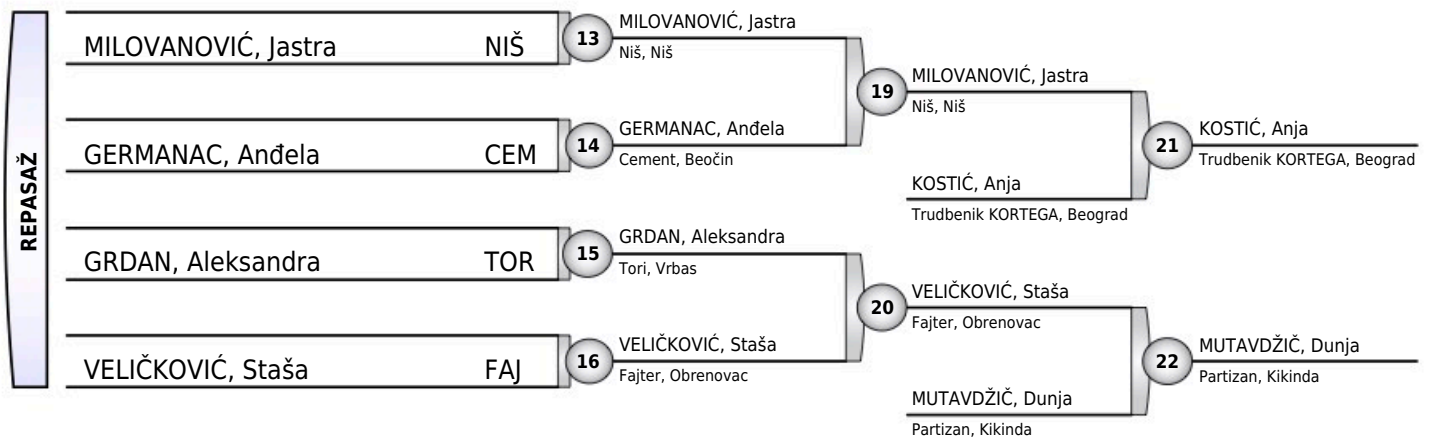 REPASAŽ
MILOVANOVIĆ, Jastra NIŠ
GERMANAC, Anđela CEM
GRDAN, Aleksandra TOR
VELIČKOVIĆ, Staša FAJ
13
MILOVANOVIĆ, Jastra
Niš, Niš
14
GERMANAC, Anđela
Cement, Beočin
15
GRDAN, Aleksandra
Tori, Vrbas
16
VELIČKOVIĆ, Staša
Fajter, Obrenovac
19
MILOVANOVIĆ, Jastra
Niš, Niš
KOSTIĆ, Anja
Trudbenik KORTEGA, Beograd
20
VELIČKOVIĆ, Staša
Fajter, Obrenovac
MUTAVDŽIČ, Dunja
Partizan, Kikinda
21
KOSTIĆ, Anja
Trudbenik KORTEGA, Beograd
22
MUTAVDŽIČ, Dunja
Partizan, Kikinda